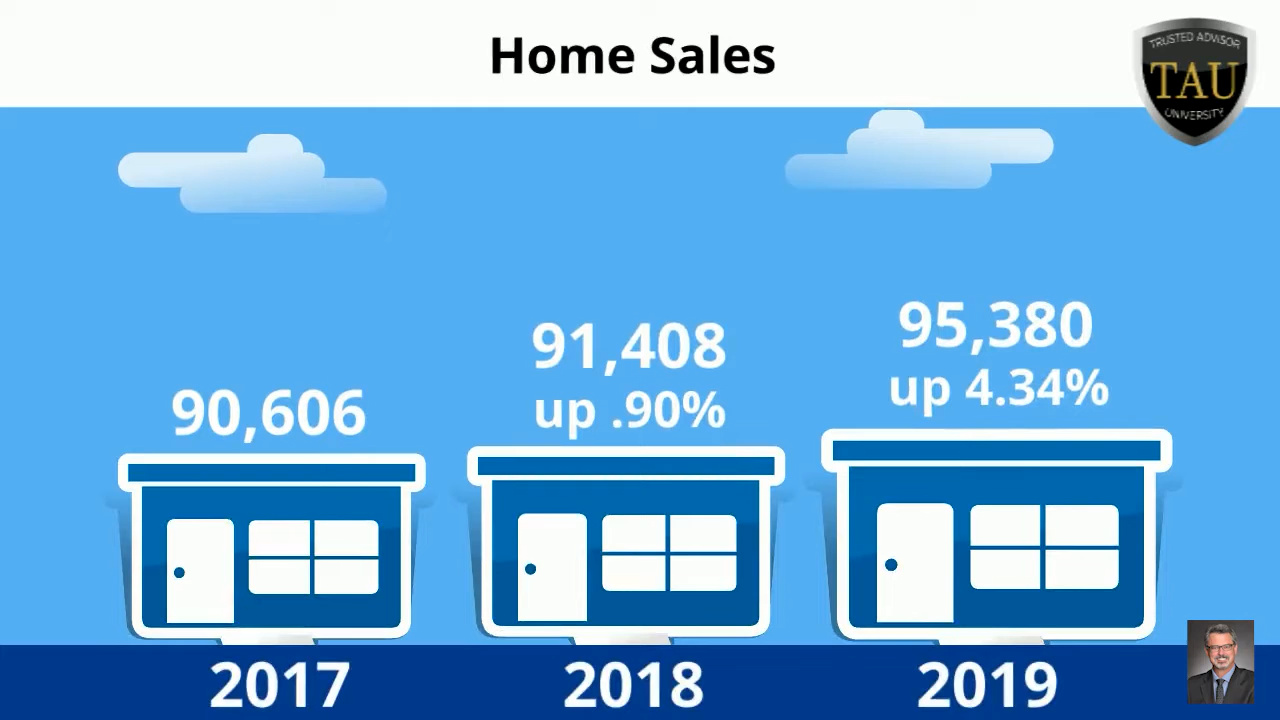 Home Sales
TRUSTED ADVISOR
TAU
UNIVERSITY
90,606
91,408
up .90%
95,380
up 4.34%
2017
2018
2019